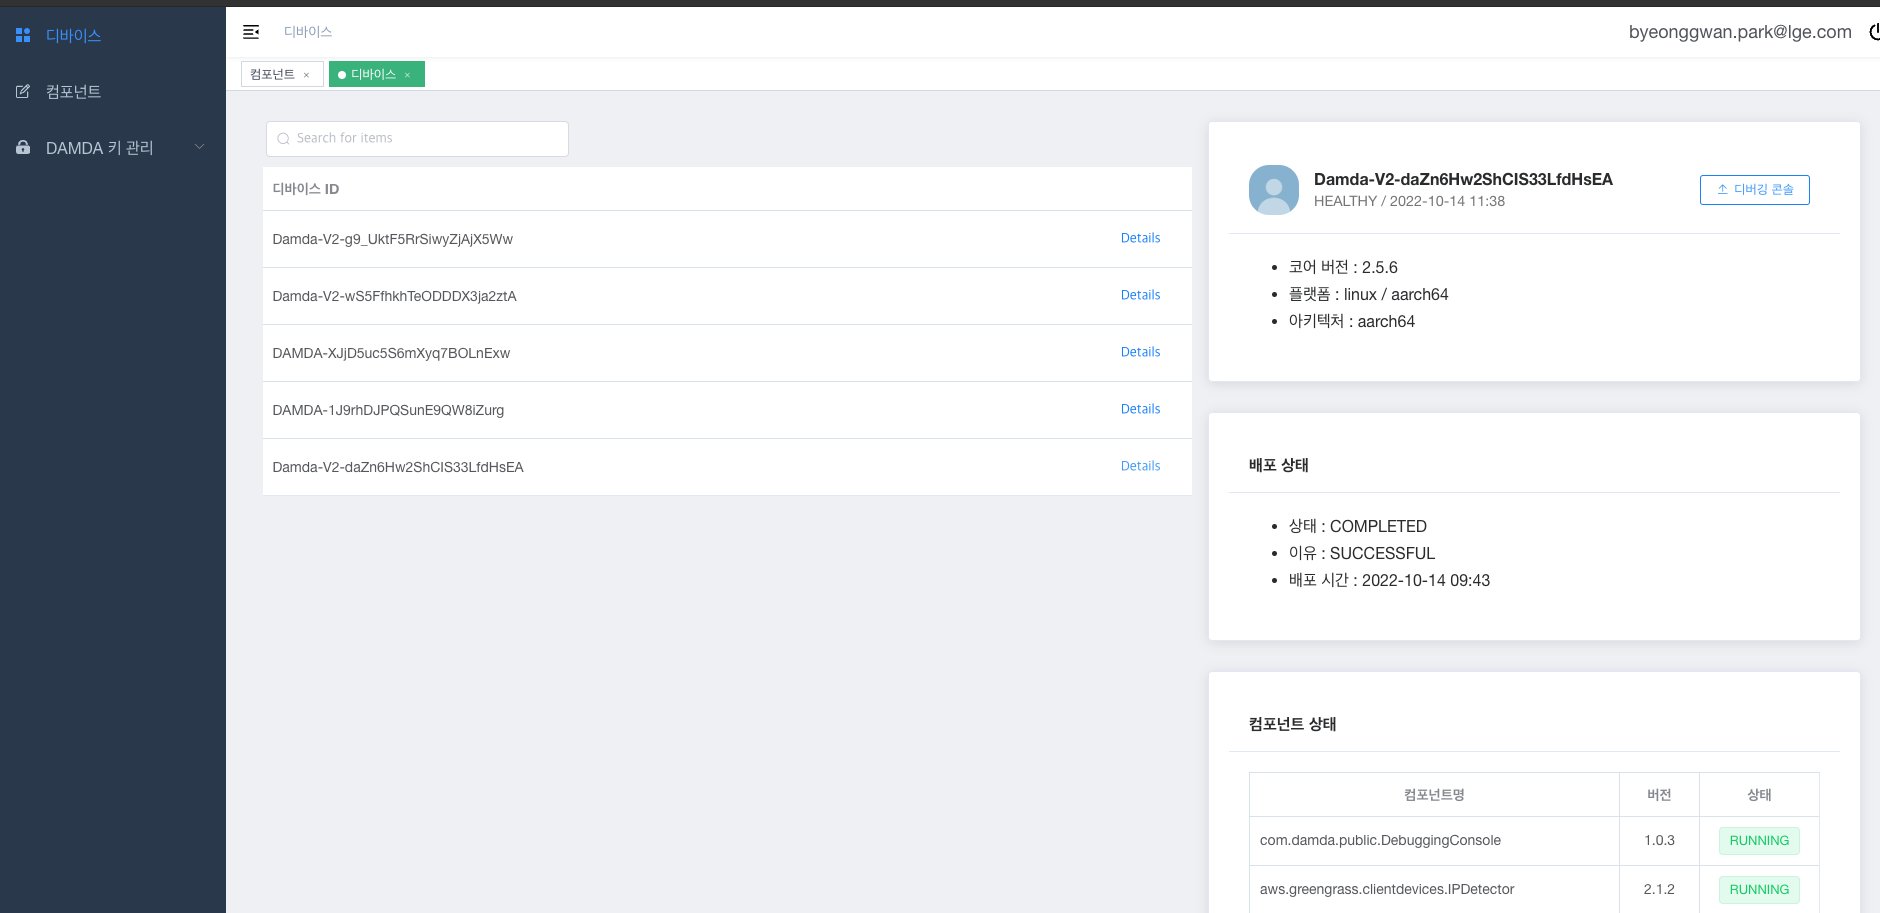 디바이스
컴포넌트
DAMDA 키 관리
디바이스
byeonggwan.park@lge.com
컴포넌트 ×
디바이스 ×
Search for items
디바이스 ID
Damda-V2-g9_UktF5RrSiwyZjAjX5Ww Details
Damda-V2-wS5FfhkhTeODDDX3ja2ztA Details
DAMDA-XJjD5uc5S6mXyq7BOLnExw Details
DAMDA-1J9rhDJPQSunE9QW8iZurg Details
Damda-V2-daZn6Hw2ShCIS33LfdHsEA Details
Damda-V2-daZn6Hw2ShCIS33LfdHsEA
HEALTHY / 2022-10-14 11:38
디버깅 콘솔
• 코어 버전 : 2.5.6
• 플랫폼 : linux / aarch64
• 아키텍처 : aarch64
배포 상태
• 상태 : COMPLETED
• 이유 : SUCCESSFUL
• 배포 시간 : 2022-10-14 09:43
컴포넌트 상태
컴포넌트명 버전 상태
com.damda.public.DebuggingConsole 1.0.3 RUNNING
aws.greengrass.clientdevices.IPDetector 2.1.2 RUNNING